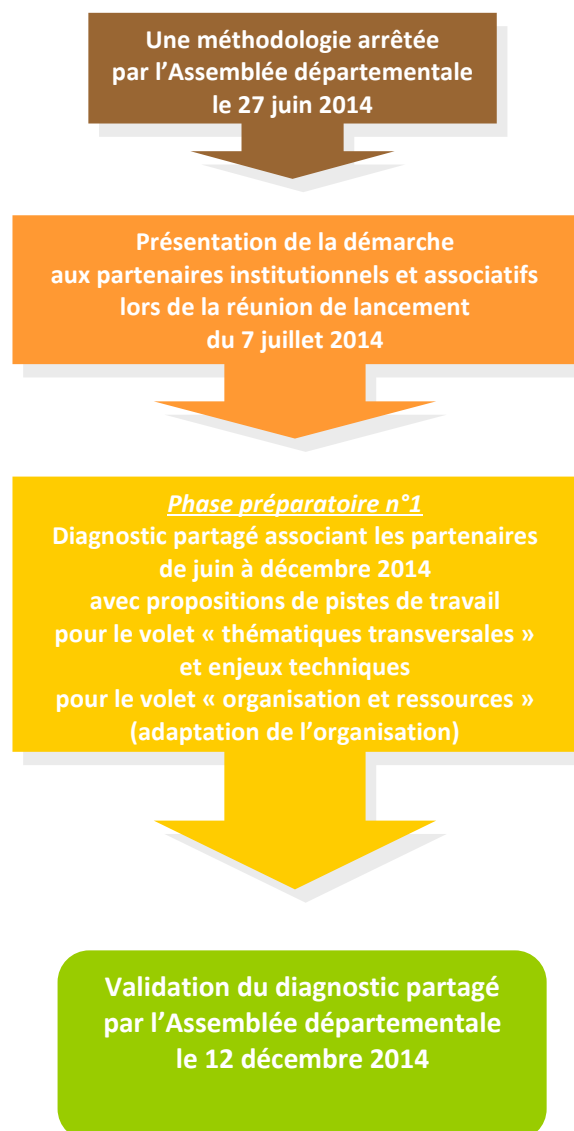 Une méthodologie arrêtée
par l’Assemblée départementale
le 27 juin 2014
Présentation de la démarche
aux partenaires institutionnels et associatifs
lors de la réunion de lancement
du 7 juillet 2014
Phase préparatoire n°1
Diagnostic partagé associant les partenaires
de juin à décembre 2014
avec propositions de pistes de travail
pour le volet « thématiques transversales »
et enjeux techniques
pour le volet « organisation et ressources »
(adaptation de l’organisation)
Validation du diagnostic partagé
par l’Assemblée départementale
le 12 décembre 2014